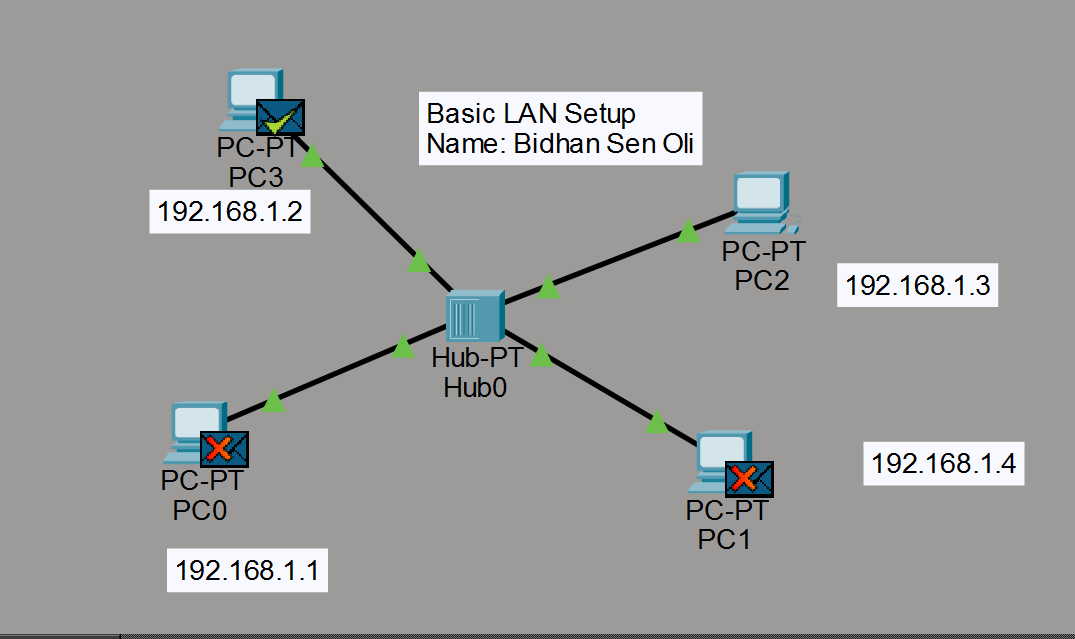 Basic LAN Setup
Name: Bidhan Sen Oli
PC-PT
PC3
192.168.1.2
PC-PT
PC2
192.168.1.3
Hub-PT
Hub0
PC-PT
PC0
192.168.1.1
PC-PT
PC1
192.168.1.4